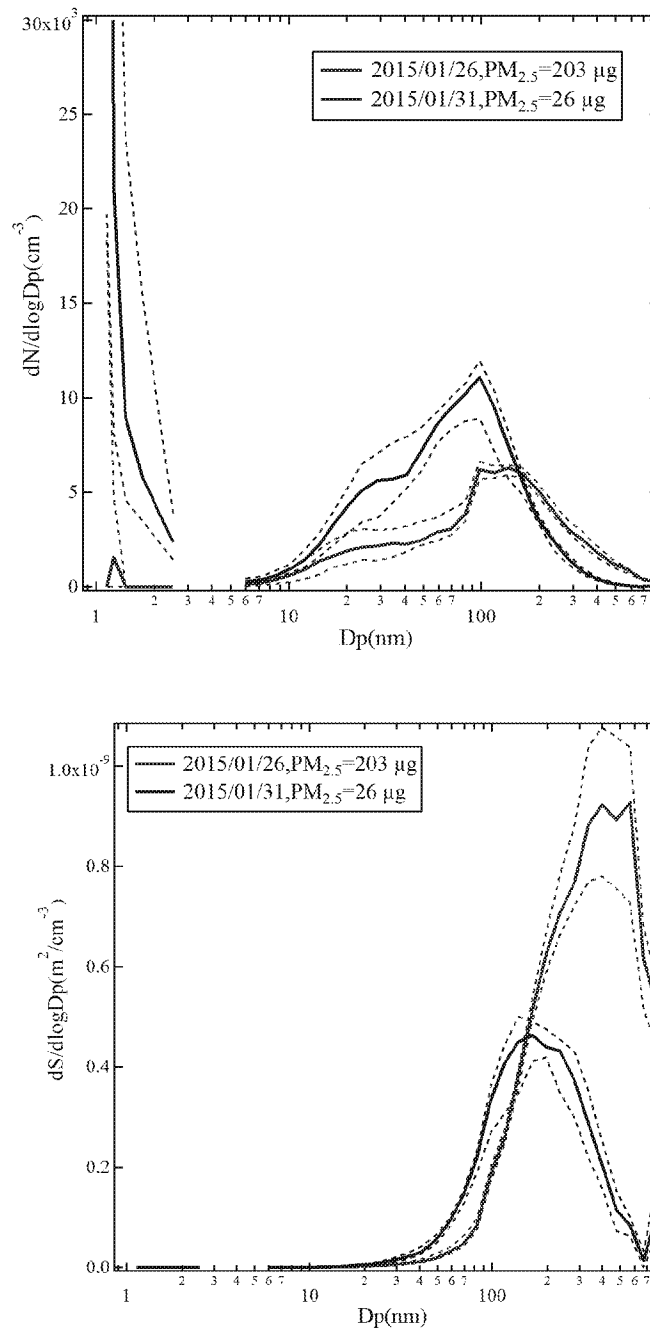 30x10³
2015/01/26,PM₂.₅=203 µg
2015/01/31,PM₂.₅=26 µg
25
20
15
10
5
0
dN/dlogDp(cm⁻³)
1 2 3 4 5 6 7 10 2 3 4 5 6 7 100 2 3 4 5 6 7
Dp(nm)
1.0x10⁻⁹
2015/01/26,PM₂.₅=203 µg
2015/01/31,PM₂.₅=26 µg
0.8
0.6
0.4
0.2
0.0
dS/dlogDp(m²/cm⁻³)
1 2 3 4 5 6 7 10 2 3 4 5 6 7 100 2 3 4 5 6 7
Dp(nm)